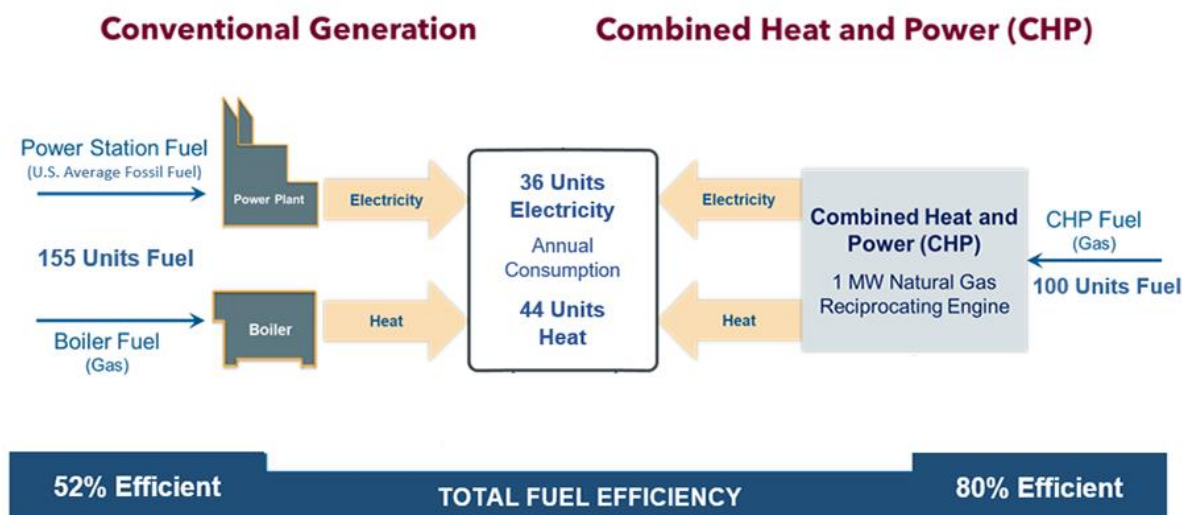 Conventional Generation
Combined Heat and Power (CHP)
Power Station Fuel
(U.S. Average Fossil Fuel)
Power Plant
Electricity
155 Units Fuel
Boiler Fuel
(Gas)
Boiler
Heat
36 Units
Electricity
Annual
Consumption
44 Units
Heat
Electricity
Heat
Combined Heat and
Power (CHP)
1 MW Natural Gas
Reciprocating Engine
CHP Fuel
(Gas)
100 Units Fuel
52% Efficient
TOTAL FUEL EFFICIENCY
80% Efficient